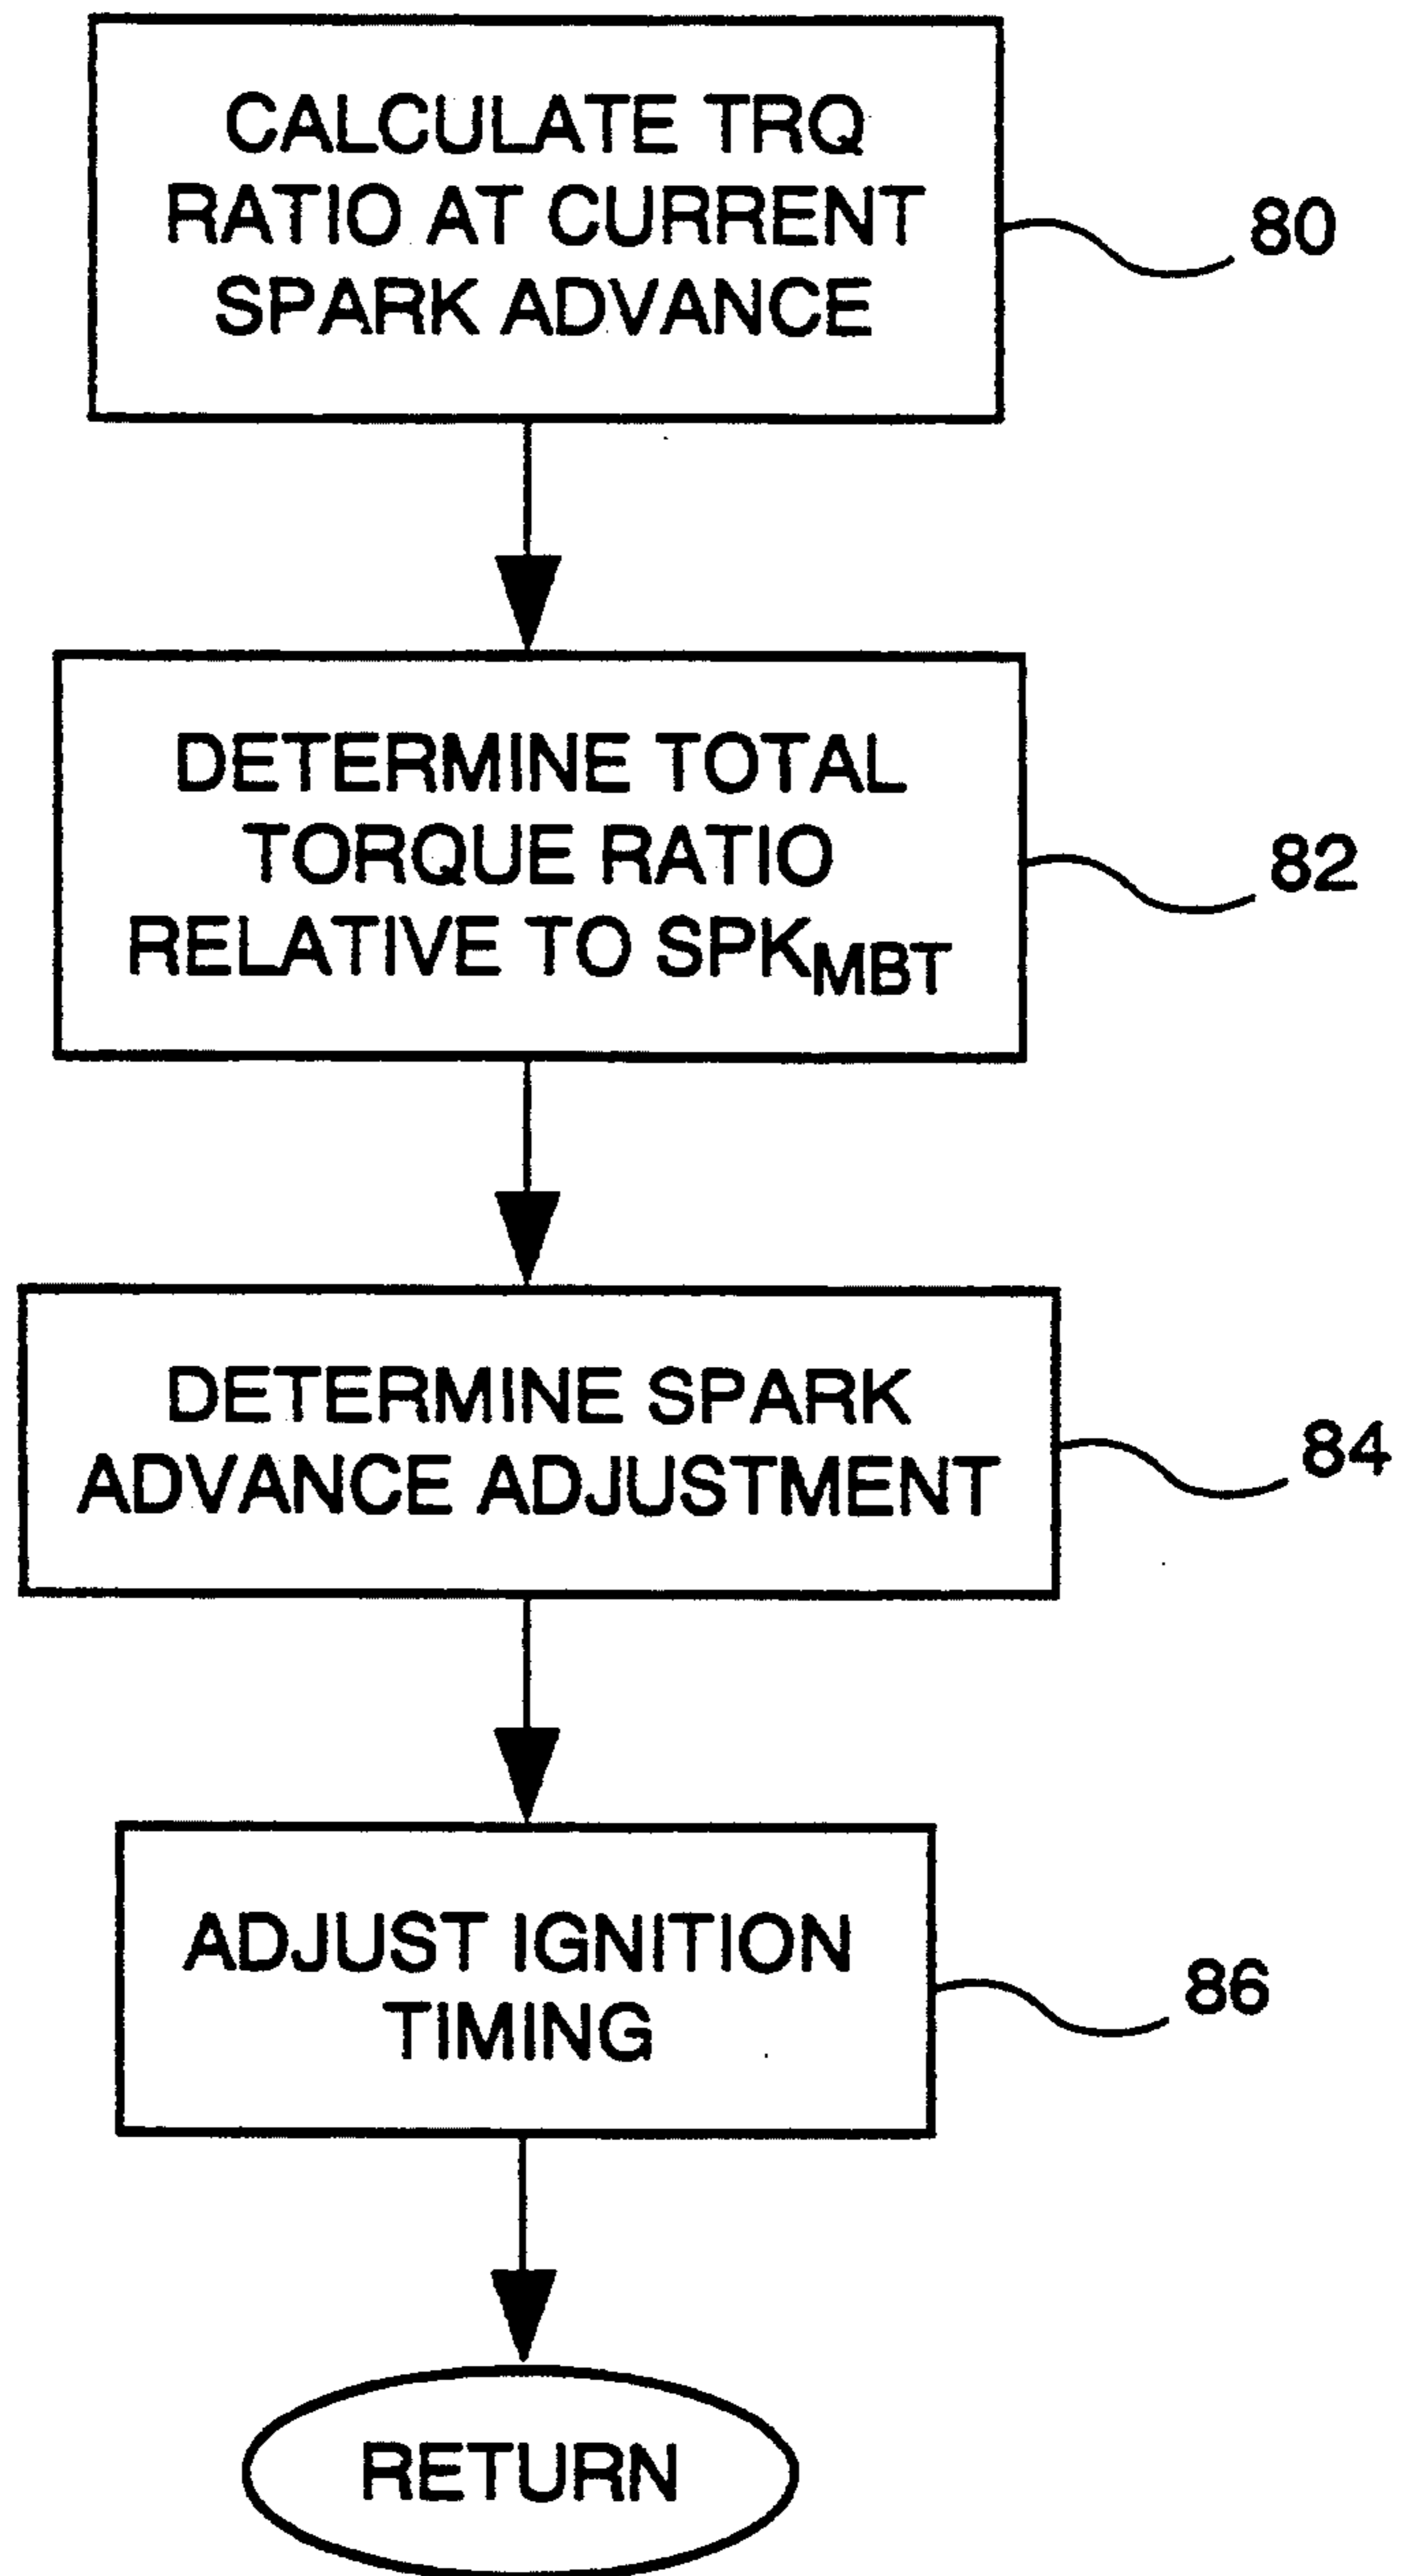 CALCULATE TRQ
RATIO AT CURRENT
SPARK ADVANCE
80
DETERMINE TOTAL
TORQUE RATIO
RELATIVE TO SPKMBT
82
DETERMINE SPARK
ADVANCE ADJUSTMENT
84
ADJUST IGNITION
TIMING
86
RETURN